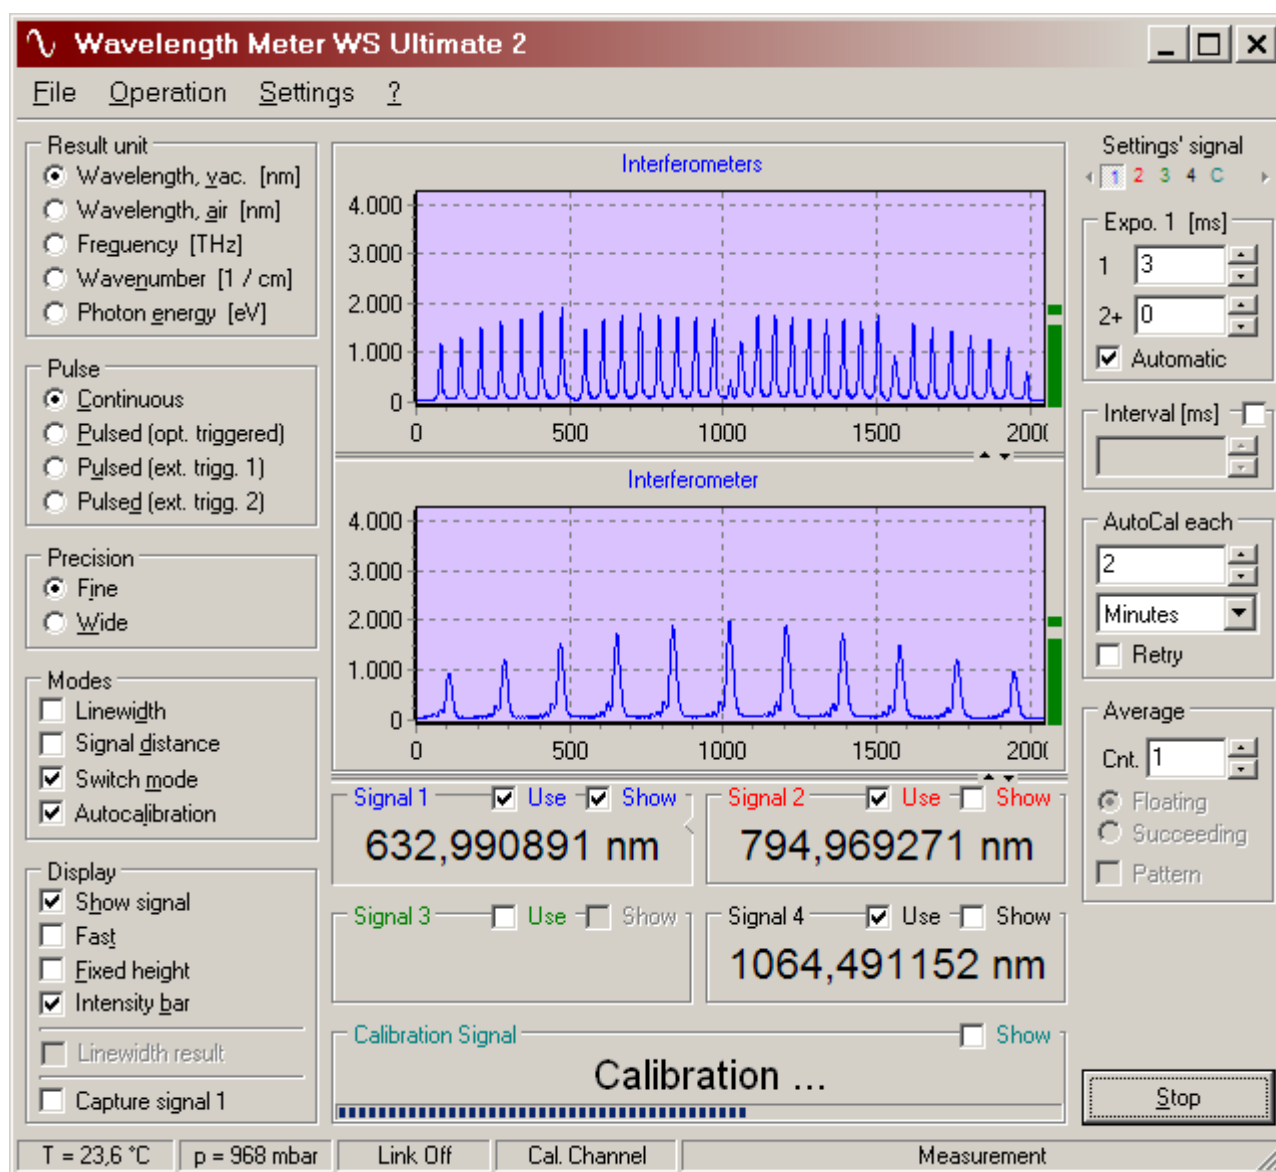 Wavelength Meter WS Ultimate 2
File Operation Settings ?
Result unit
Wavelength, vac. [nm]
Wavelength, air [nm]
Frequency [THz]
Wavenumber [1 / cm]
Photon energy [eV]
Pulse
Continuous
Pulsed (opt. triggered)
Pulsed (ext. trigg. 1)
Pulsed (ext. trigg. 2)
Precision
Fine
Wide
Modes
Linewidth
Signal distance
Switch mode
Autocalibration
Display
Show signal
Fast
Fixed height
Intensity bar
Linewidth result
Capture signal 1
Interferometers
4.000
3.000
2.000
1.000
0
0 500 1000 1500 200
Interferometer
4.000
3.000
2.000
1.000
0
0 500 1000 1500 200
Signal 1 Use Show
632,990891 nm
Signal 2 Use Show
794,969271 nm
Signal 3 Use Show
Signal 4 Use Show
1064,491152 nm
Calibration Signal Show
Calibration ...
Settings' signal
1 2 3 4 C
Expo. 1 [ms]
1 3
2+ 0
Automatic
Interval [ms]
AutoCal each
2
Minutes
Retry
Average
Cnt. 1
Floating
Succeeding
Pattern
Stop
T = 23,6 °C p = 968 mbar Link Off Cal. Channel Measurement